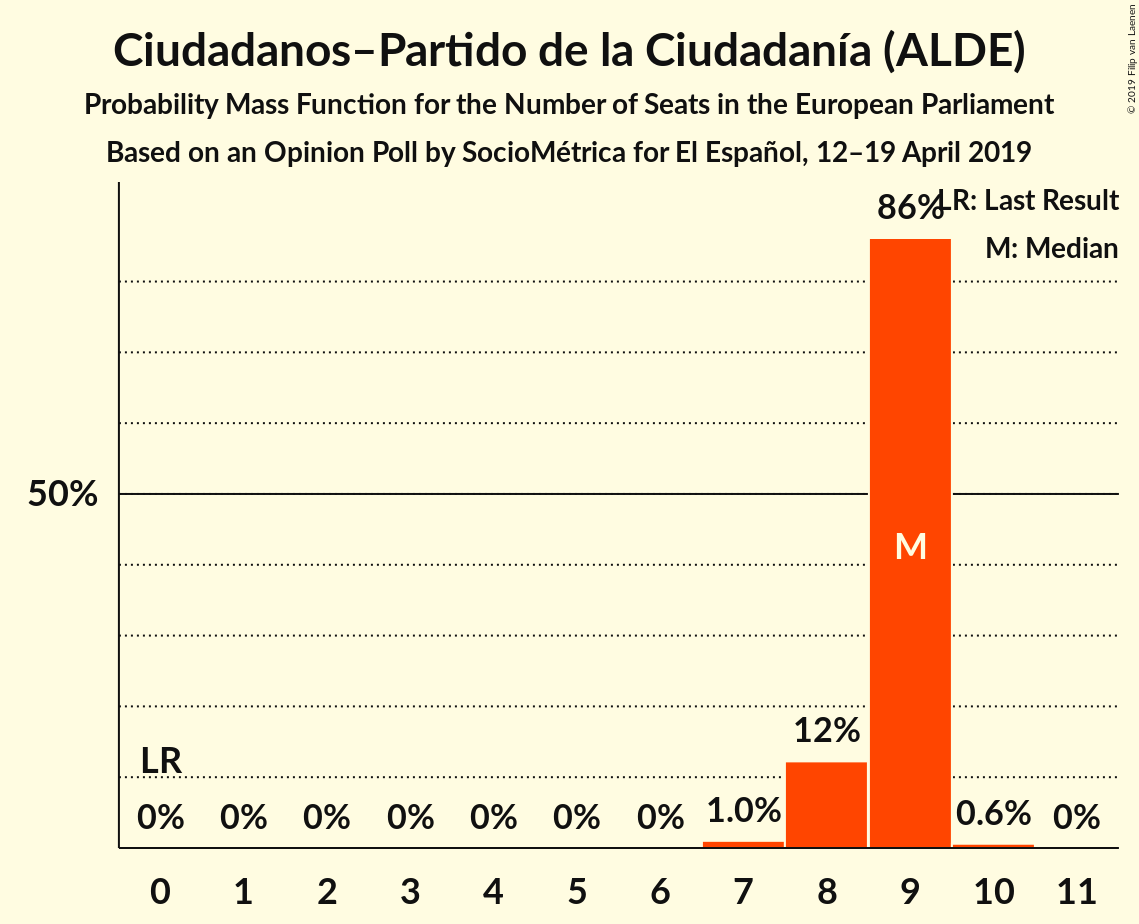 Ciudadanos–Partido de la Ciudadanía (ALDE)
Probability Mass Function for the Number of Seats in the European Parliament
Based on an Opinion Poll by SocioMétrica for El Español, 12–19 April 2019
© 2019 Filip van Laenen
LR: Last Result
M: Median
86%
50%
M
12%
LR
0% 0% 0% 0% 0% 0% 0% 1.0% 0.6% 0%
0 1 2 3 4 5 6 7 8 9 10 11